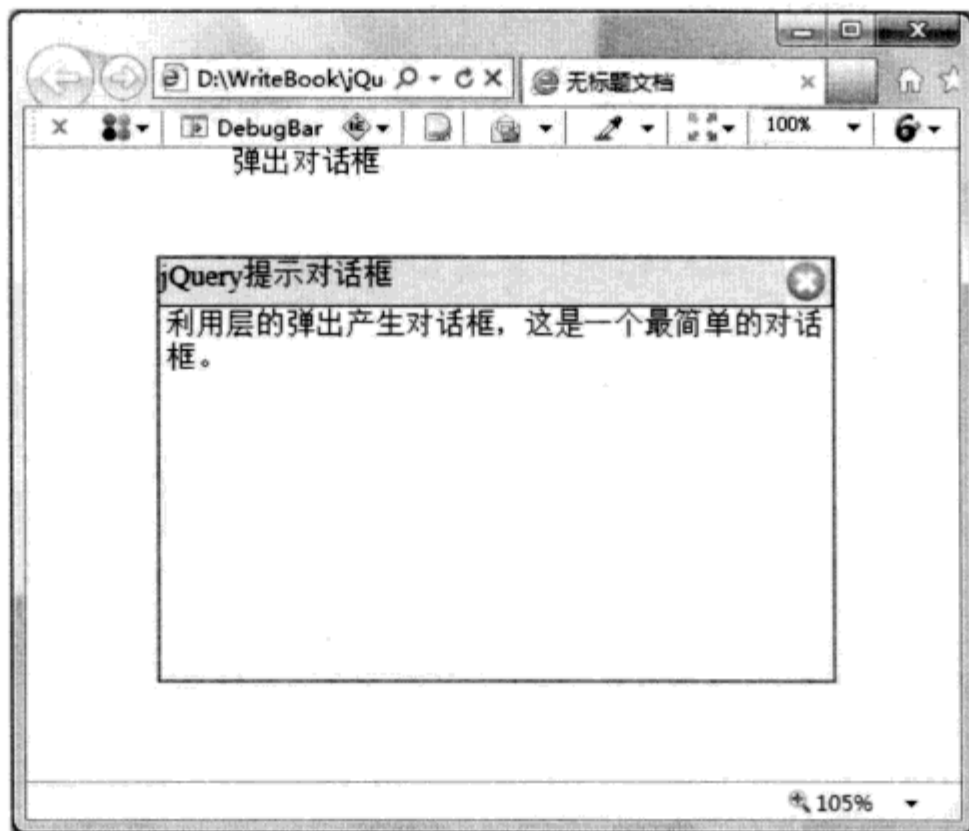 D:\WriteBook\jQu
无标题文档
DebugBar
100%
弹出对话框
jQuery提示对话框
利用层的弹出产生对话框，这是一个最简单的对话
框。
105%